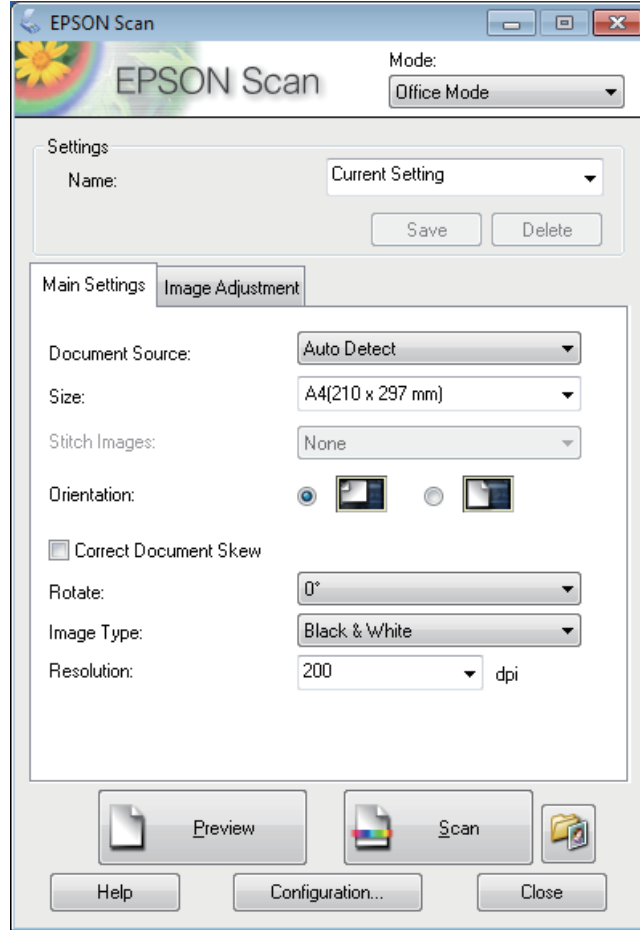 EPSON Scan
EPSON Scan
Mode:
Office Mode
Settings
Name:
Current Setting
Save
Delete
Main Settings
Image Adjustment
Document Source:
Auto Detect
Size:
A4(210 x 297 mm)
Stitch Images:
None
Orientation:
Correct Document Skew
Rotate:
0°
Image Type:
Black & White
Resolution:
200
dpi
Preview
Scan
Help
Configuration...
Close